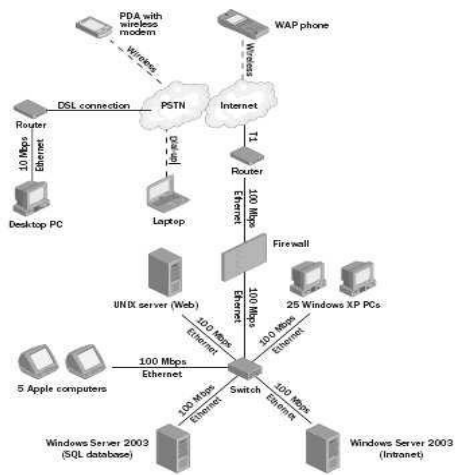 PDA with
wireless
modem
WAP phone
Wireless
Wireless
DSL connection
PSTN
Internet
Router
T1
10 Mbps
Ethernet
Dial-up
Router
Desktop PC
Laptop
100 Mbps
Ethernet
Firewall
UNIX server (Web)
100 Mbps
Ethernet
25 Windows XP PCs
100 Mbps
Ethernet
100 Mbps
Ethernet
100 Mbps
Ethernet
5 Apple computers
Switch
100 Mbps
Ethernet
100 Mbps
Ethernet
Windows Server 2003
(SQL database)
Windows Server 2003
(Intranet)